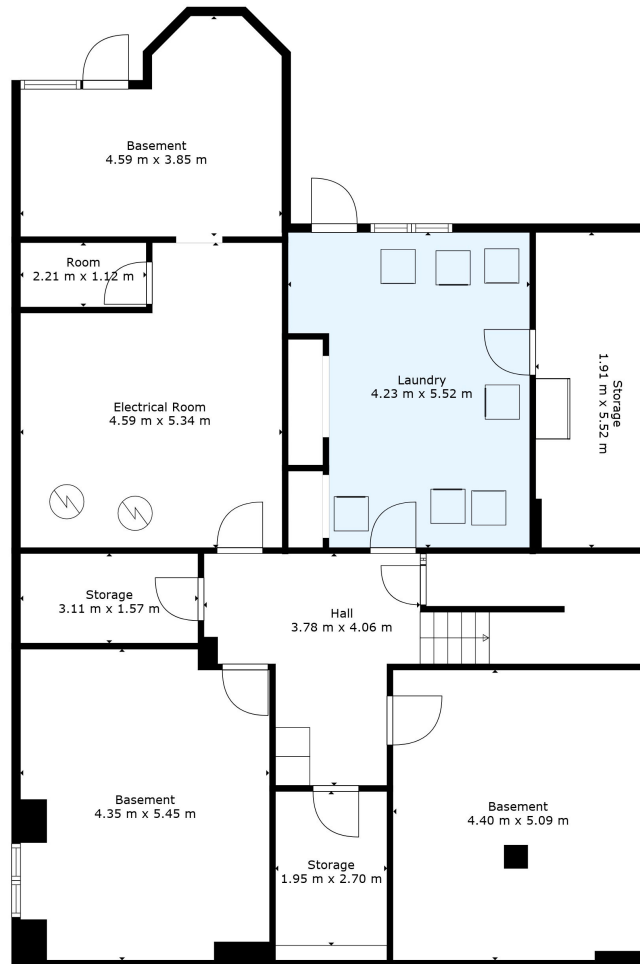 Basement
4.59 m x 3.85 m
Room
2.21 m x 1.12 m
Laundry
4.23 m x 5.52 m
Storage
1.91 m x 5.52 m
Electrical Room
4.59 m x 5.34 m
Storage
3.11 m x 1.57 m
Hall
3.78 m x 4.06 m
Basement
4.35 m x 5.45 m
Basement
4.40 m x 5.09 m
Storage
1.95 m x 2.70 m